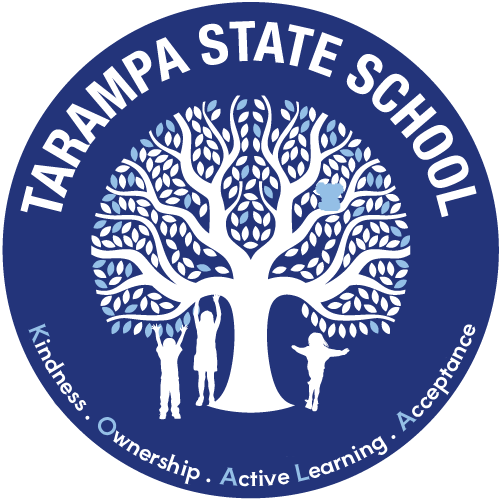 TARAMPA STATE SCHOOL
Kindness . Ownership . Active Learning . Acceptance